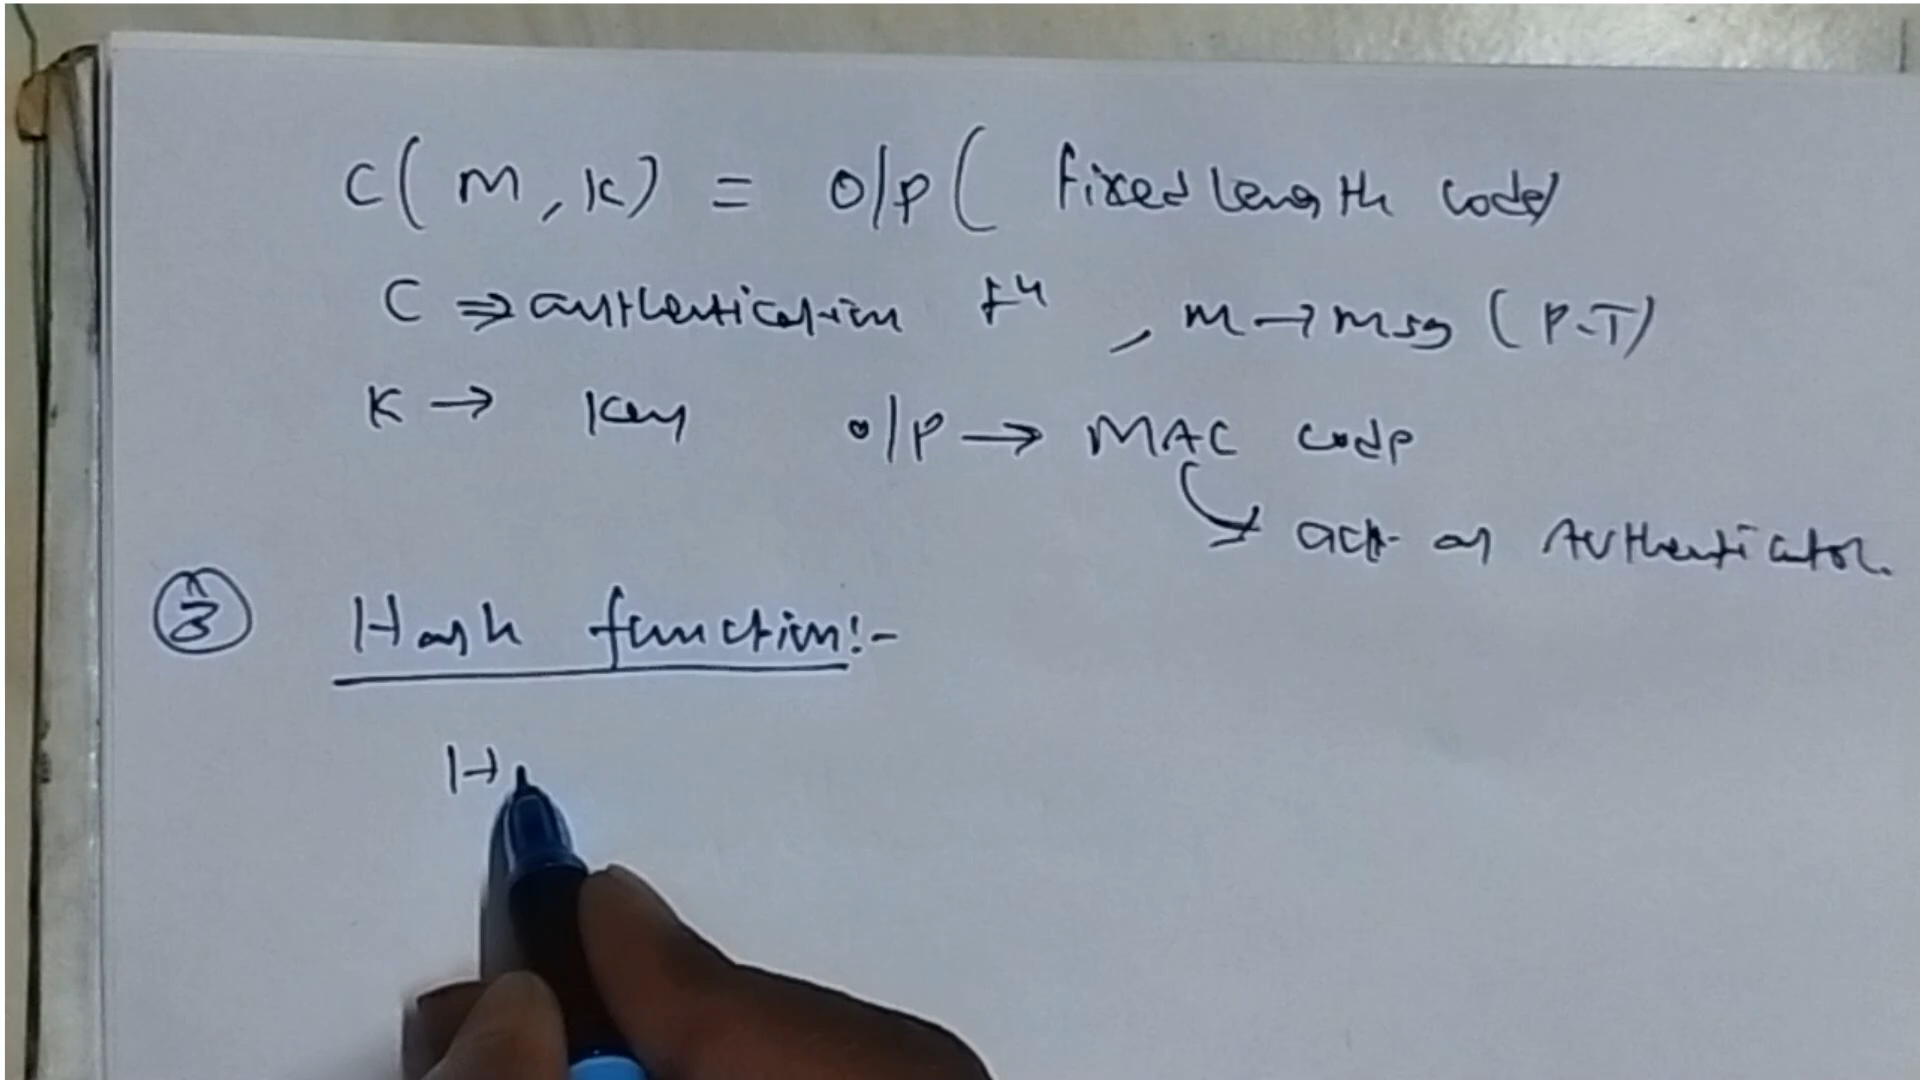 C( M, K) = O/P ( fixed length code)
C ⇒ authentication fn , M → msg ( P.T)
K → key O/P → MAC code
act as Authenticator.
3 Hash function:-
H